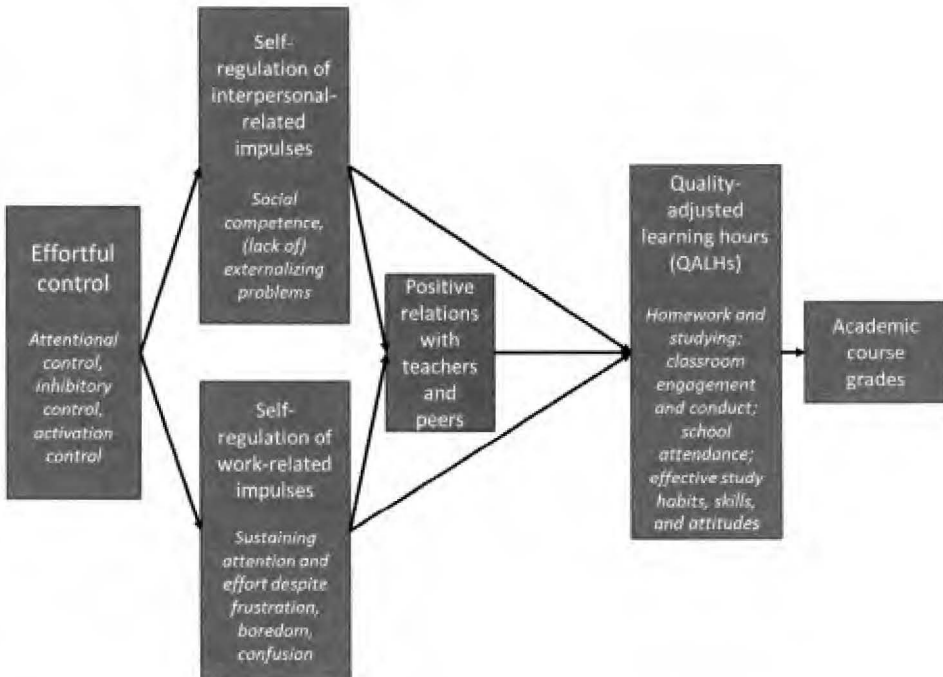 Effortful
control
Attentional
control,
inhibitory
control,
activation
control
Self-
regulation of
interpersonal-
related
impulses
Social
competence,
(lack of)
externalizing
problems
Self-
regulation of
work-related
impulses
Sustaining
attention and
effort despite
frustration,
boredom,
confusion
Positive
relations
with
teachers
and
peers
Quality-
adjusted
learning hours
(QALHs)
Homework and
studying;
classroom
engagement
and conduct;
school
attendance;
effective study
habits, skills,
and attitudes
Academic
course
grades